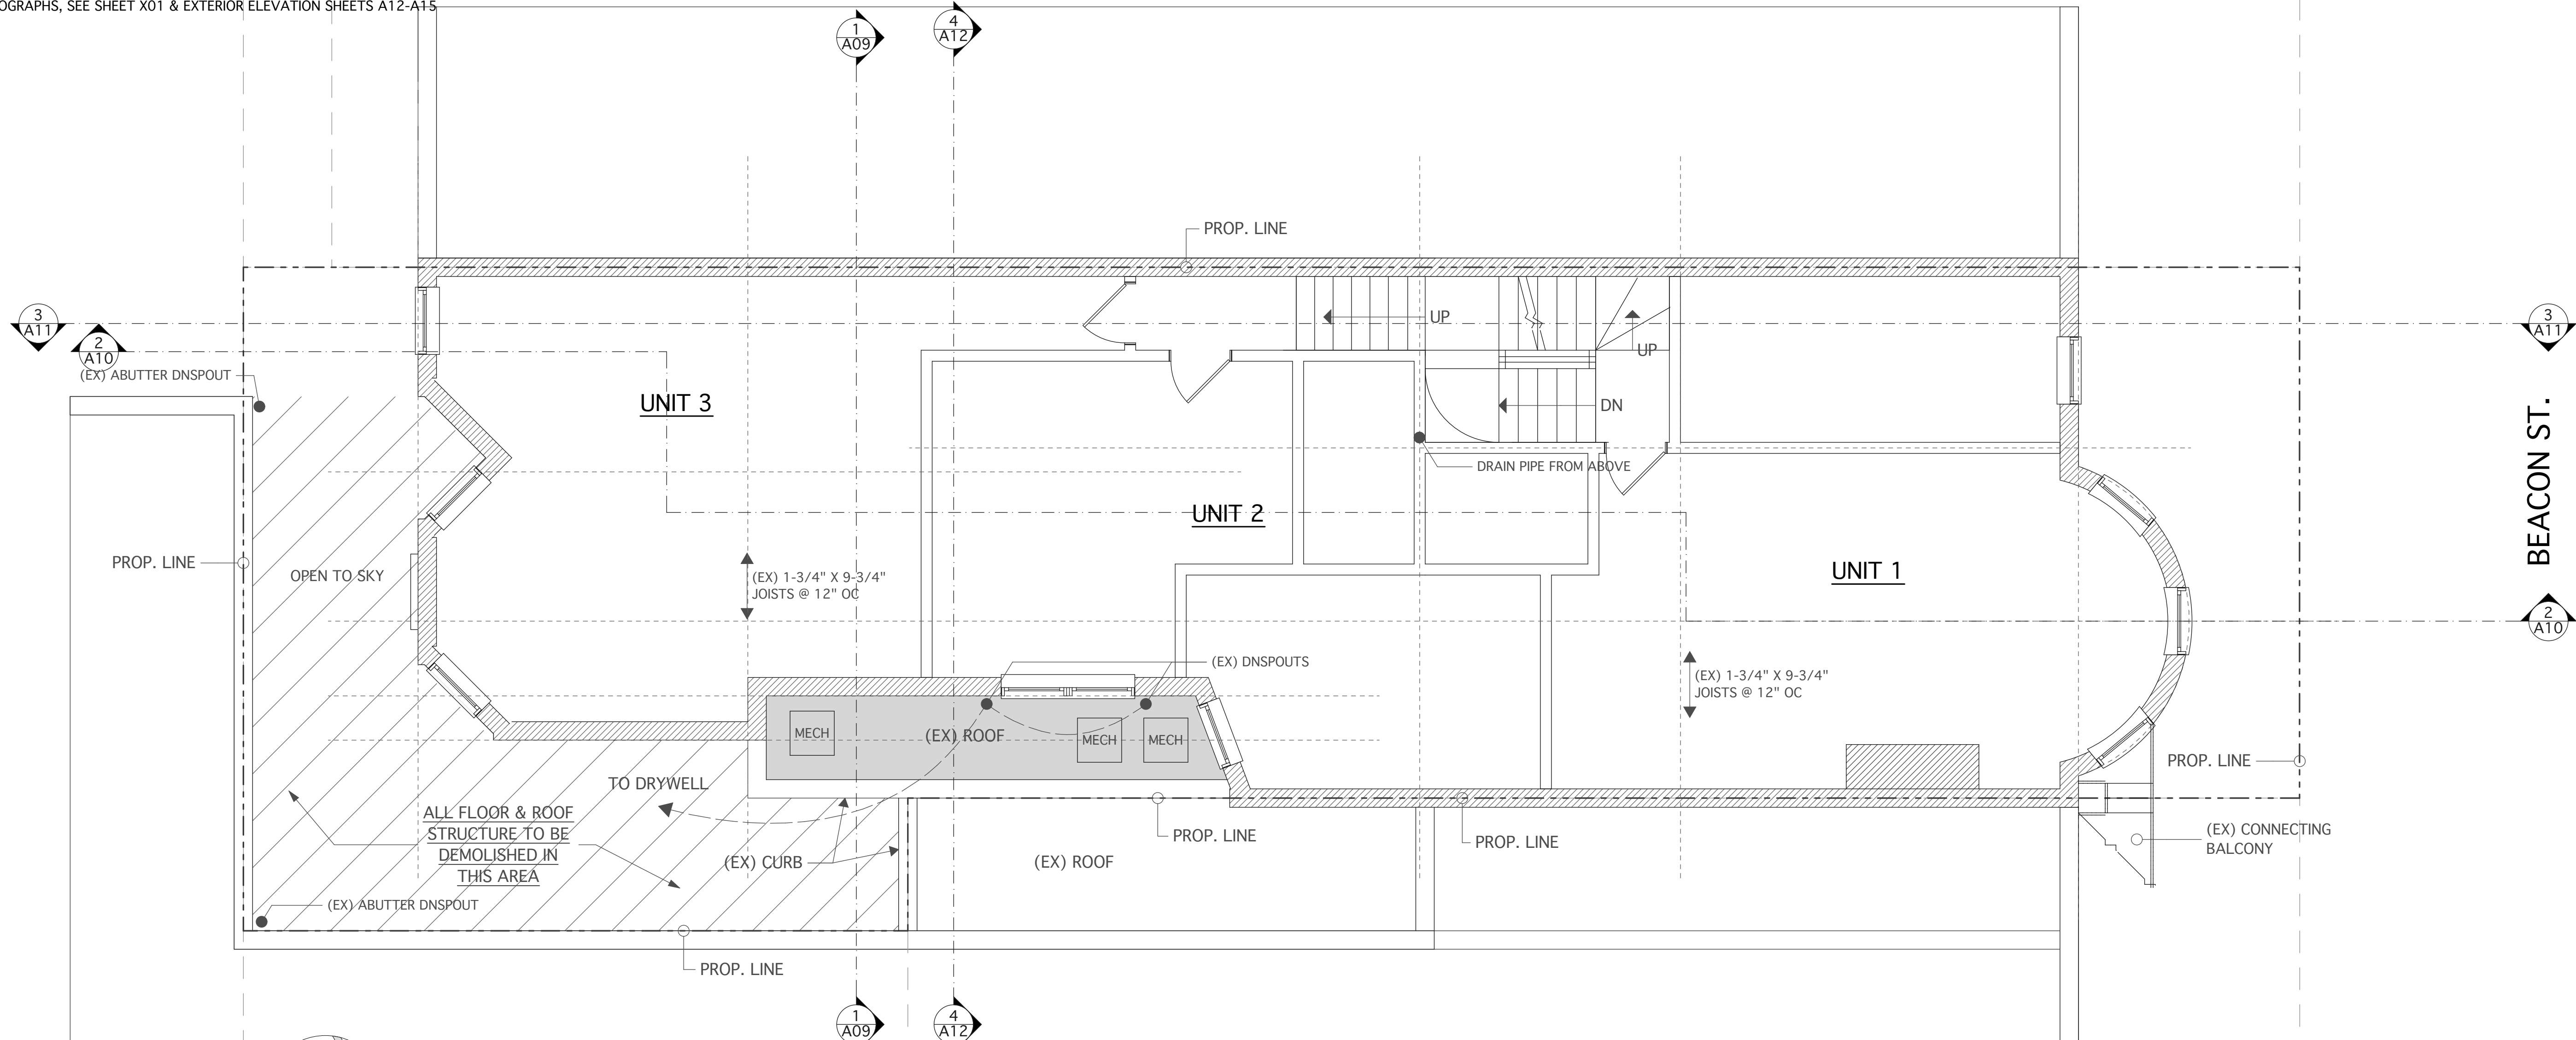 OGRAPHS, SEE SHEET X01 & EXTERIOR ELEVATION SHEETS A12-A15
1
A09
4
A12
PROP. LINE
3
A11
2
A10
(EX) ABUTTER DNSPOUT
UNIT 3
UP
UP
DN
DRAIN PIPE FROM ABOVE
UNIT 2
3
A11
BEACON ST.
PROP. LINE
OPEN TO SKY
(EX) 1-3/4" X 9-3/4"
JOISTS @ 12" OC
UNIT 1
2
A10
(EX) DNSPOUTS
(EX) 1-3/4" X 9-3/4"
JOISTS @ 12" OC
MECH
(EX) ROOF
MECH
MECH
PROP. LINE
TO DRYWELL
ALL FLOOR & ROOF
STRUCTURE TO BE
DEMOLISHED IN
THIS AREA
(EX) CURB
(EX) ROOF
PROP. LINE
PROP. LINE
(EX) CONNECTING
BALCONY
(EX) ABUTTER DNSPOUT
PROP. LINE
1
A09
4
A12